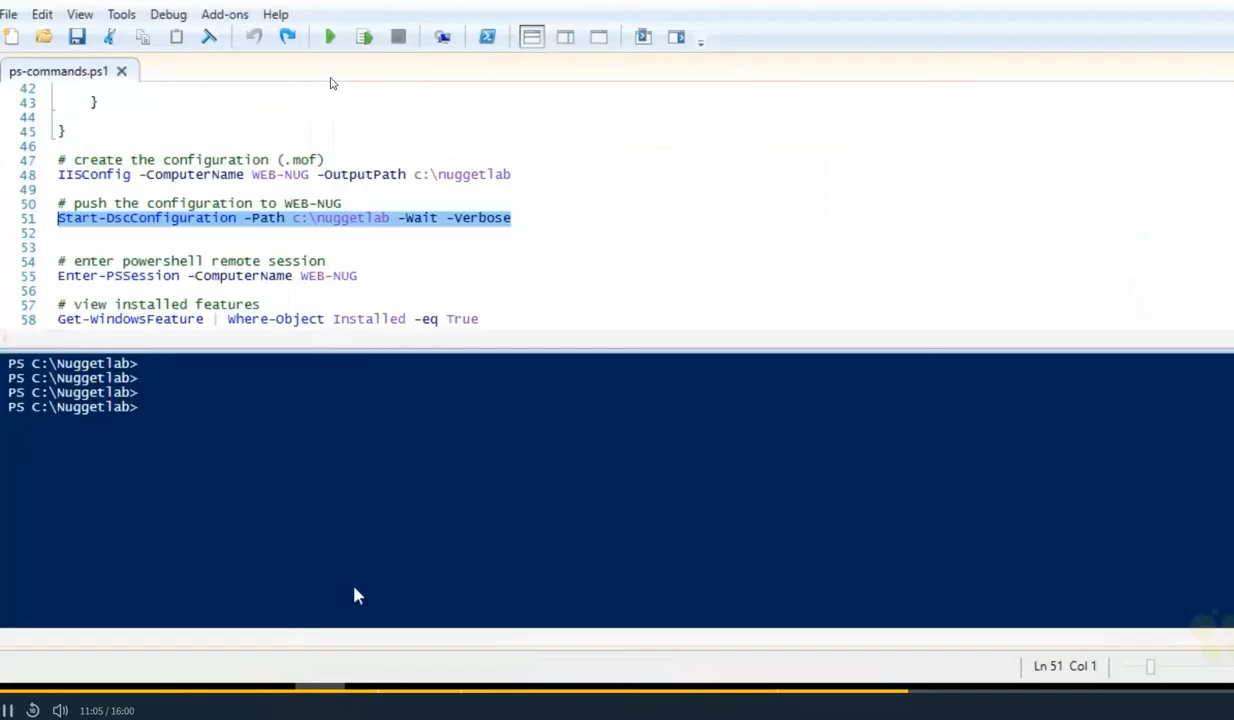 File Edit View Tools Debug Add-ons Help
ps-commands.ps1
42
43 }
44
45 }
46
47 # create the configuration (.mof)
48 IISConfig -ComputerName WEB-NUG -OutputPath c:\nuggetlab
49
50 # push the configuration to WEB-NUG
51 Start-DscConfiguration -Path c:\nuggetlab -Wait -Verbose
52
53
54 # enter powershell remote session
55 Enter-PSSession -ComputerName WEB-NUG
56
57 # view installed features
58 Get-WindowsFeature | Where-Object Installed -eq True
PS C:\Nuggetlab>
PS C:\Nuggetlab>
PS C:\Nuggetlab>
PS C:\Nuggetlab>
Ln 51 Col 1
10 11:05 / 16:00